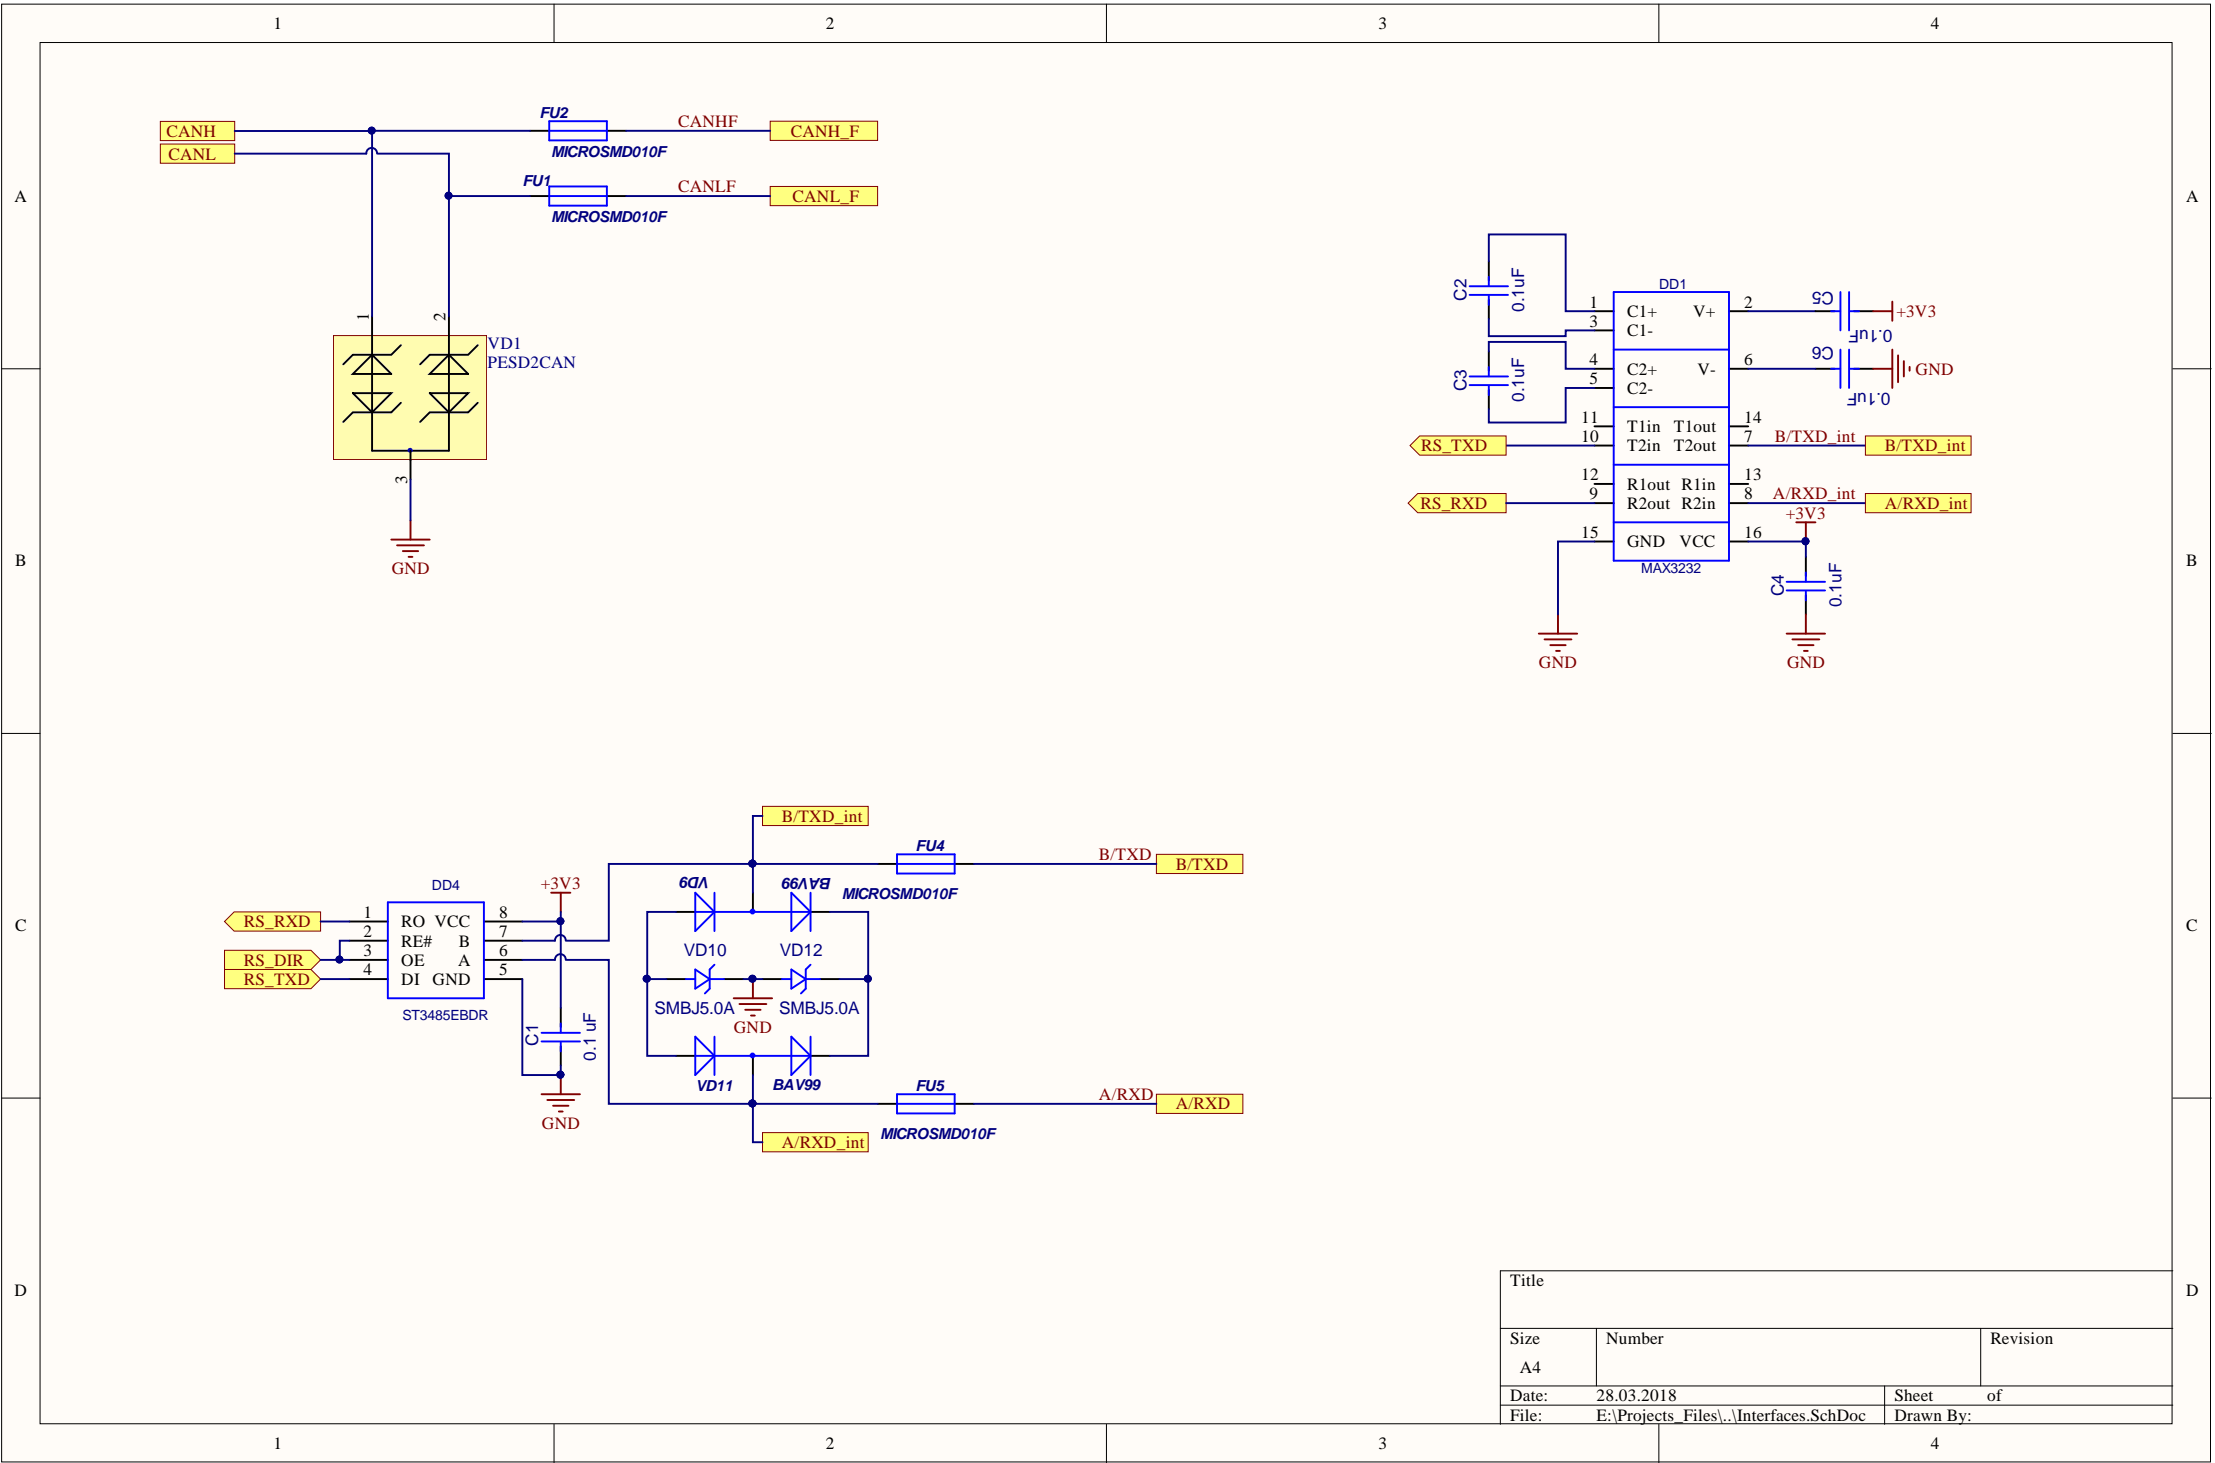 1 2 3 4
A
B
C
D
A
B
C
D
1 2 3 4
CANH
CANL
FU2
MICROSMD010F
CANHF
CANH_F
FU1
MICROSMD010F
CANLF
CANL_F
1 2
VD1
PESD2CAN
3
GND
C2 0.1uF
C3 0.1uF
DD1
1 C1+ V+ 2
3 C1-
4 C2+ V- 6
5 C2-
11 T1in T1out 14
10 T2in T2out 7
12 R1out R1in 13
9 R2out R2in 8
15 GND VCC 16
MAX3232
C5 0.1uF +3V3
C6 0.1uF GND
RS_TXD
B/TXD_int B/TXD_int
RS_RXD
A/RXD_int A/RXD_int
+3V3
C4 0.1uF
GND
GND
B/TXD_int
FU4
MICROSMD010F
B/TXD B/TXD
DD4
+3V3
RS_RXD 1 RO VCC 8
2 RE# B 7
RS_DIR 3 OE A 6
RS_TXD 4 DI GND 5
ST3485EBDR
C1 0.1 uF
GND
VD9 BAV99
VD10 VD12
SMBJ5.0A SMBJ5.0A
GND
VD11 BAV99
FU5
MICROSMD010F
A/RXD A/RXD
A/RXD_int
Title
Size Number Revision
A4
Date: 28.03.2018 Sheet of
File: E:\Projects_Files\..\Interfaces.SchDoc Drawn By: